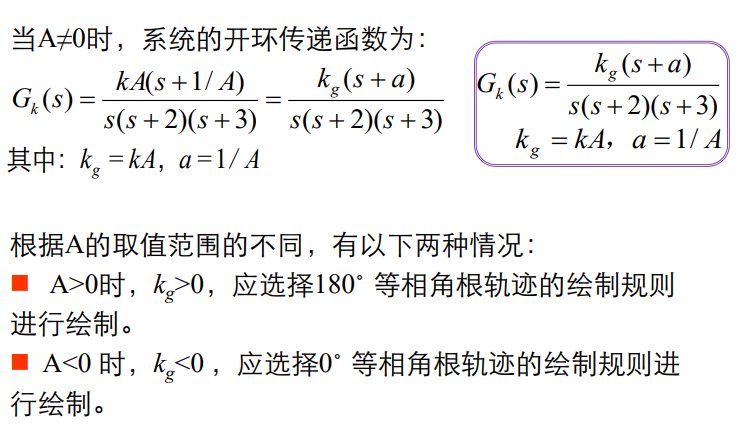 当A≠0时，系统的开环传递函数为：
G_k(s) = kA(s+1/A) / s(s+2)(s+3) = k_g(s+a) / s(s+2)(s+3)
其中: k_g = kA, a=1/A
G_k(s) = k_g(s+a) / s(s+2)(s+3)
k_g = kA，a=1/A
根据A的取值范围的不同，有以下两种情况：
■ A>0时，k_g>0，应选择180° 等相角根轨迹的绘制规则
进行绘制。
■ A<0 时，k_g<0 ，应选择0° 等相角根轨迹的绘制规则进
行绘制。